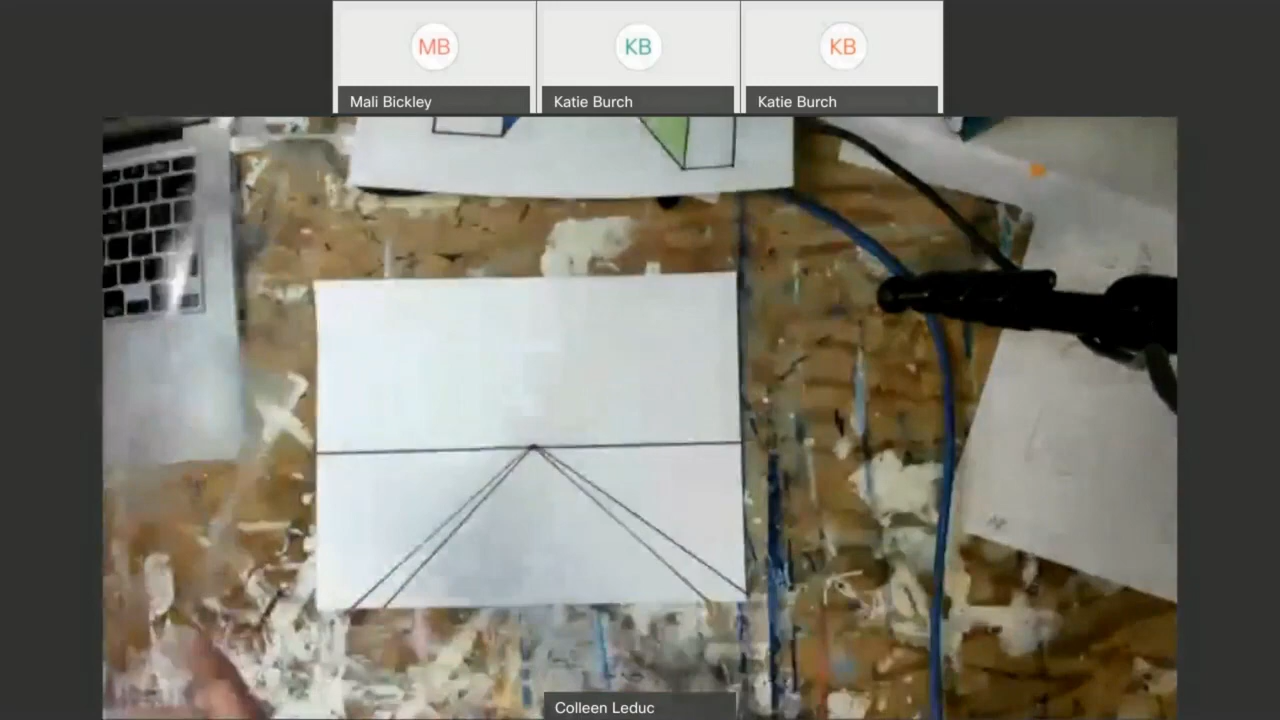 MB
KB
KB
Mali Bickley
Katie Burch
Katie Burch
Colleen Leduc